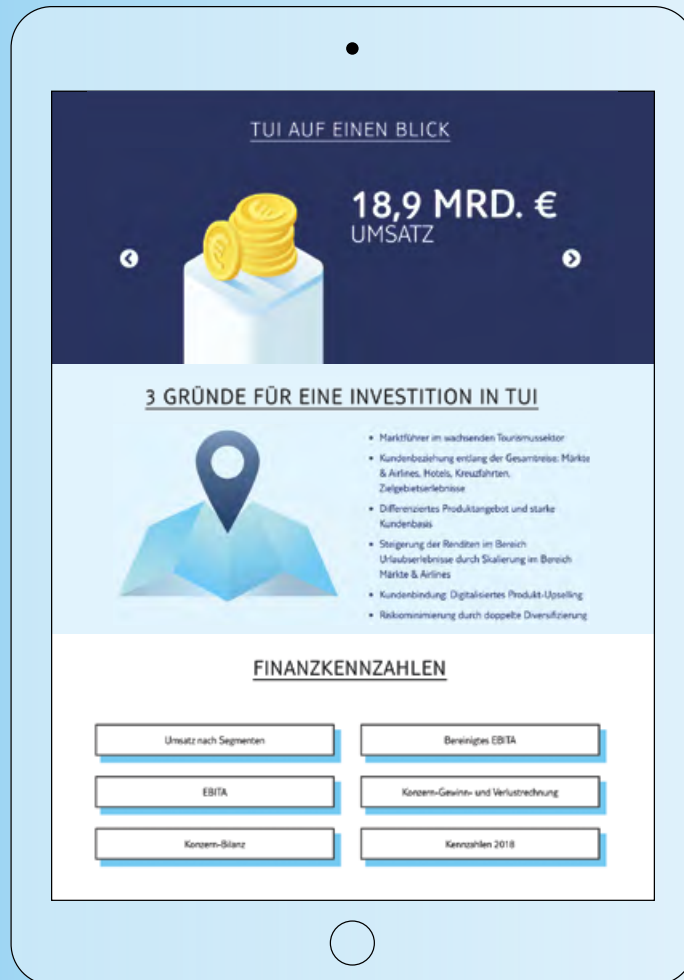 TUI AUF EINEN BLICK
18,9 MRD. €
UMSATZ
3 GRÜNDE FÜR EINE INVESTITION IN TUI
• Marktführer im wachsenden Tourismussektor
• Kundenbeziehung entlang der Gesamtreise: Märkte
& Airlines, Hotels, Kreuzfahrten,
Zielgebietserlebnisse
• Differenziertes Produktangebot und starke
Kundenbasis
• Steigerung der Renditen im Bereich
Urlaubserlebnisse durch Skalierung im Bereich
Märkte & Airlines
• Kundenbindung: Digitalisiertes Produkt-Upselling
• Risikominimierung durch doppelte Diversifizierung
FINANZKENNZAHLEN
Umsatz nach Segmenten
Bereinigtes EBITA
EBITA
Konzern-Gewinn- und Verlustrechnung
Konzern-Bilanz
Kennzahlen 2018